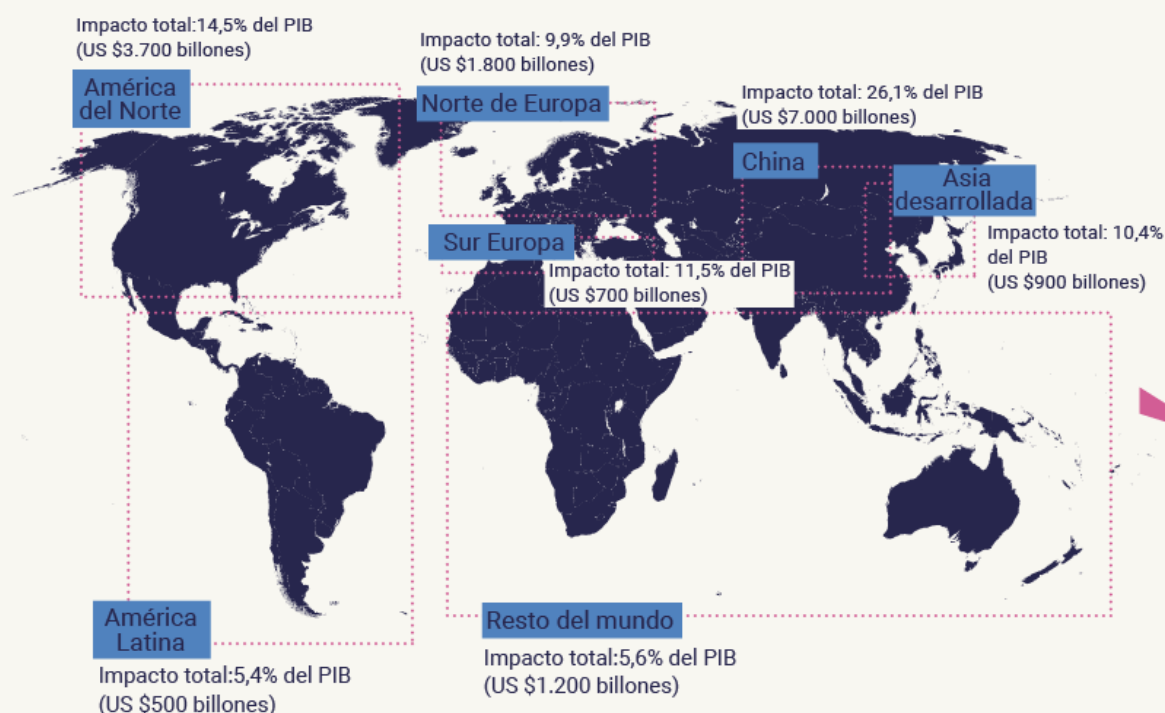 Impacto total:14,5% del PIB
(US $3.700 billones)
América
del Norte
Impacto total: 9,9% del PIB
(US $1.800 billones)
Norte de Europa
Impacto total: 26,1% del PIB
(US $7.000 billones)
China
Asia
desarrollada
Impacto total: 10,4%
del PIB
(US $900 billones)
Sur Europa
Impacto total: 11,5% del PIB
(US $700 billones)
América
Latina
Impacto total:5,4% del PIB
(US $500 billones)
Resto del mundo
Impacto total:5,6% del PIB
(US $1.200 billones)